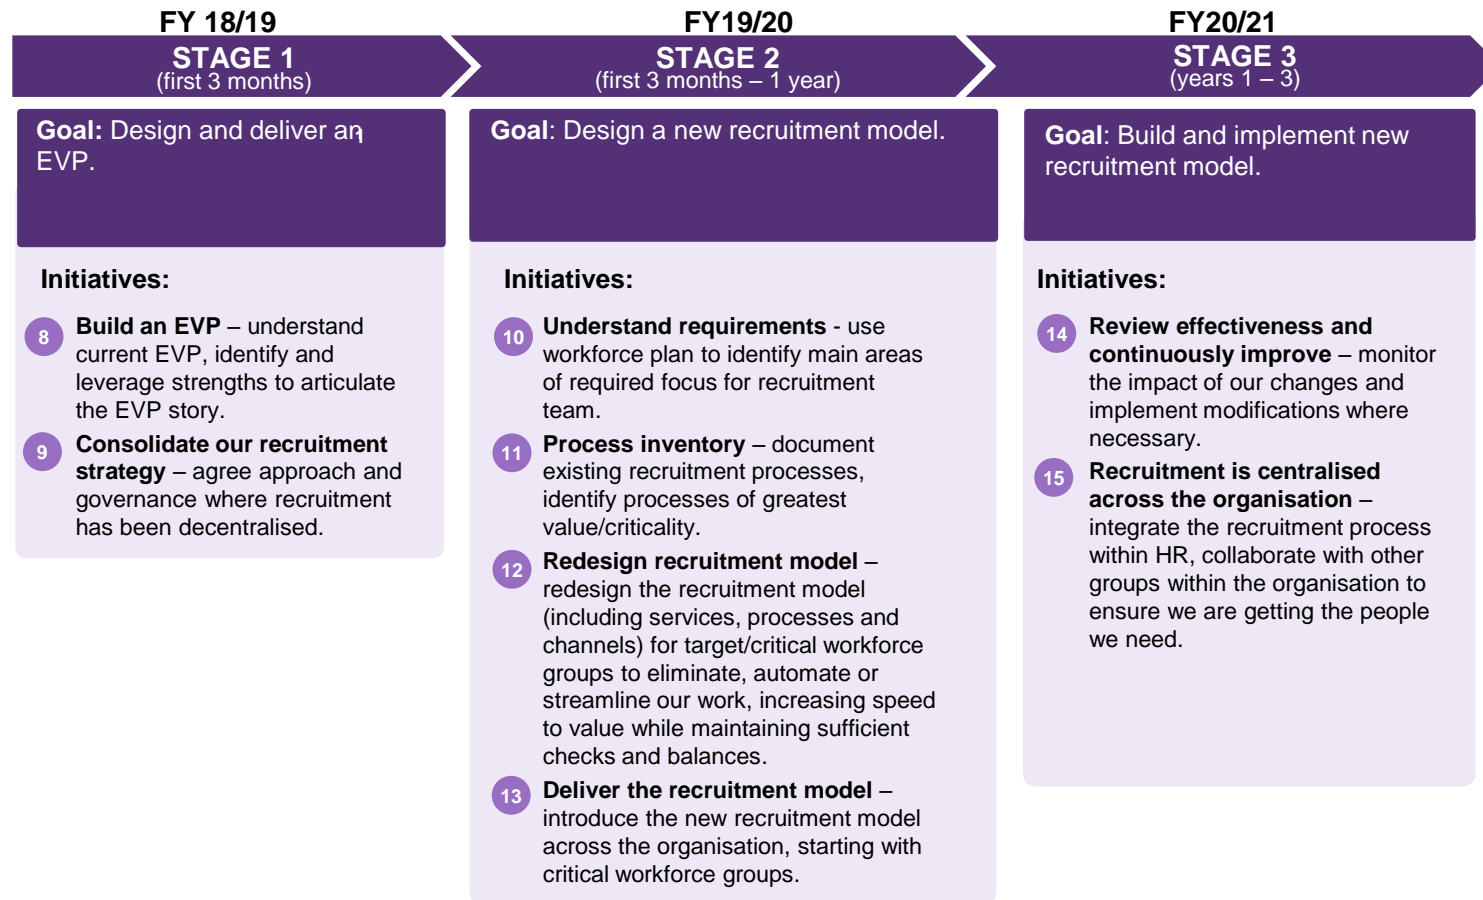 FY 18/19
STAGE 1
(first 3 months)
Goal: Design and deliver an
EVP.
Initiatives:
8
Build an EVP – understand
current EVP, identify and
leverage strengths to articulate
the EVP story.
9
Consolidate our recruitment
strategy – agree approach and
governance where recruitment
has been decentralised.
FY19/20
STAGE 2
(first 3 months – 1 year)
Goal: Design a new recruitment model.
Initiatives:
10
Understand requirements - use
workforce plan to identify main areas
of required focus for recruitment
team.
11
Process inventory – document
existing recruitment processes,
identify processes of greatest
value/criticality.
12
Redesign recruitment model –
redesign the recruitment model
(including services, processes and
channels) for target/critical workforce
groups to eliminate, automate or
streamline our work, increasing speed
to value while maintaining sufficient
checks and balances.
13
Deliver the recruitment model –
introduce the new recruitment model
across the organisation, starting with
critical workforce groups.
FY20/21
STAGE 3
(years 1 – 3)
Goal: Build and implement new
recruitment model.
Initiatives:
14
Review effectiveness and
continuously improve – monitor
the impact of our changes and
implement modifications where
necessary.
15
Recruitment is centralised
across the organisation –
integrate the recruitment process
within HR, collaborate with other
groups within the organisation to
ensure we are getting the people
we need.